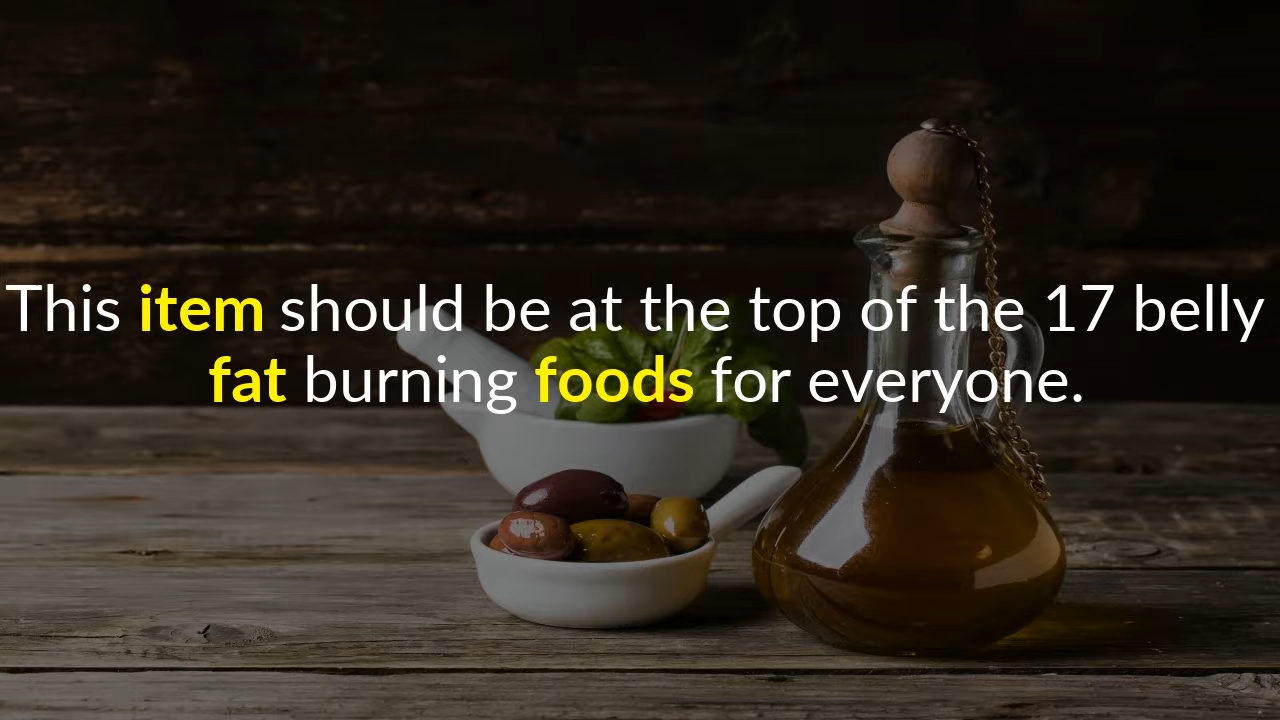 This item should be at the top of the 17 belly
fat burning foods for everyone.